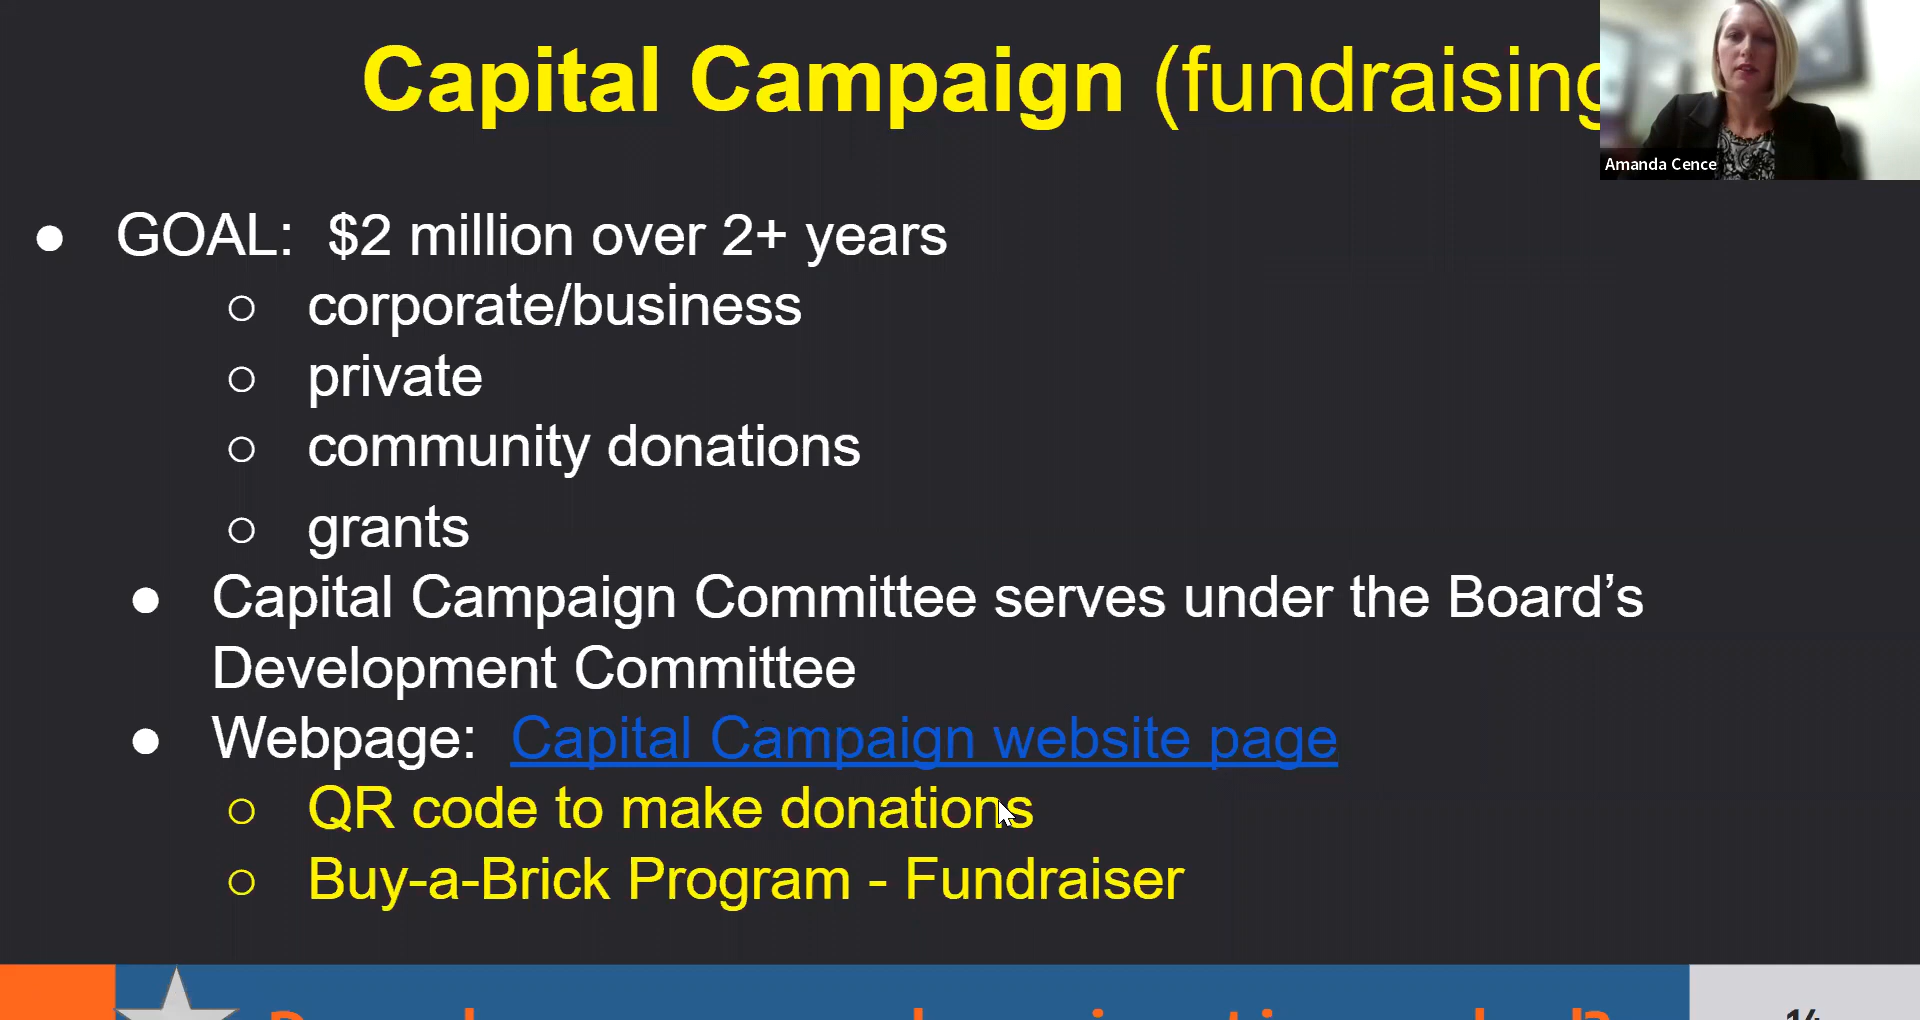 Capital Campaign (fundraising
Amanda Cence
● GOAL: $2 million over 2+ years
○ corporate/business
○ private
○ community donations
○ grants
● Capital Campaign Committee serves under the Board’s
Development Committee
● Webpage: Capital Campaign website page
○ QR code to make donations
○ Buy-a-Brick Program - Fundraiser
14